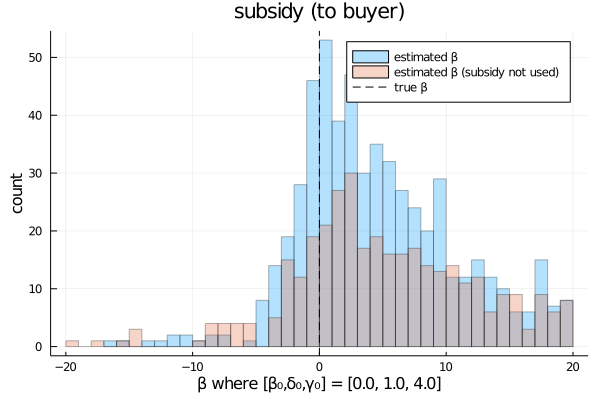 subsidy (to buyer)
50
40
30
20
10
0
count
estimated β
estimated β (subsidy not used)
true β
−20
−10
0
10
20
β where [β₀,δ₀,γ₀] = [0.0, 1.0, 4.0]